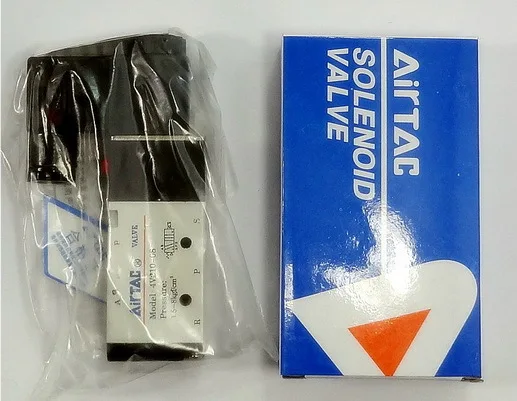 AirTAC
SOLENOID
VALVE
AirTAC
VALVE
Model
Pressure:
A
P
R
P
S